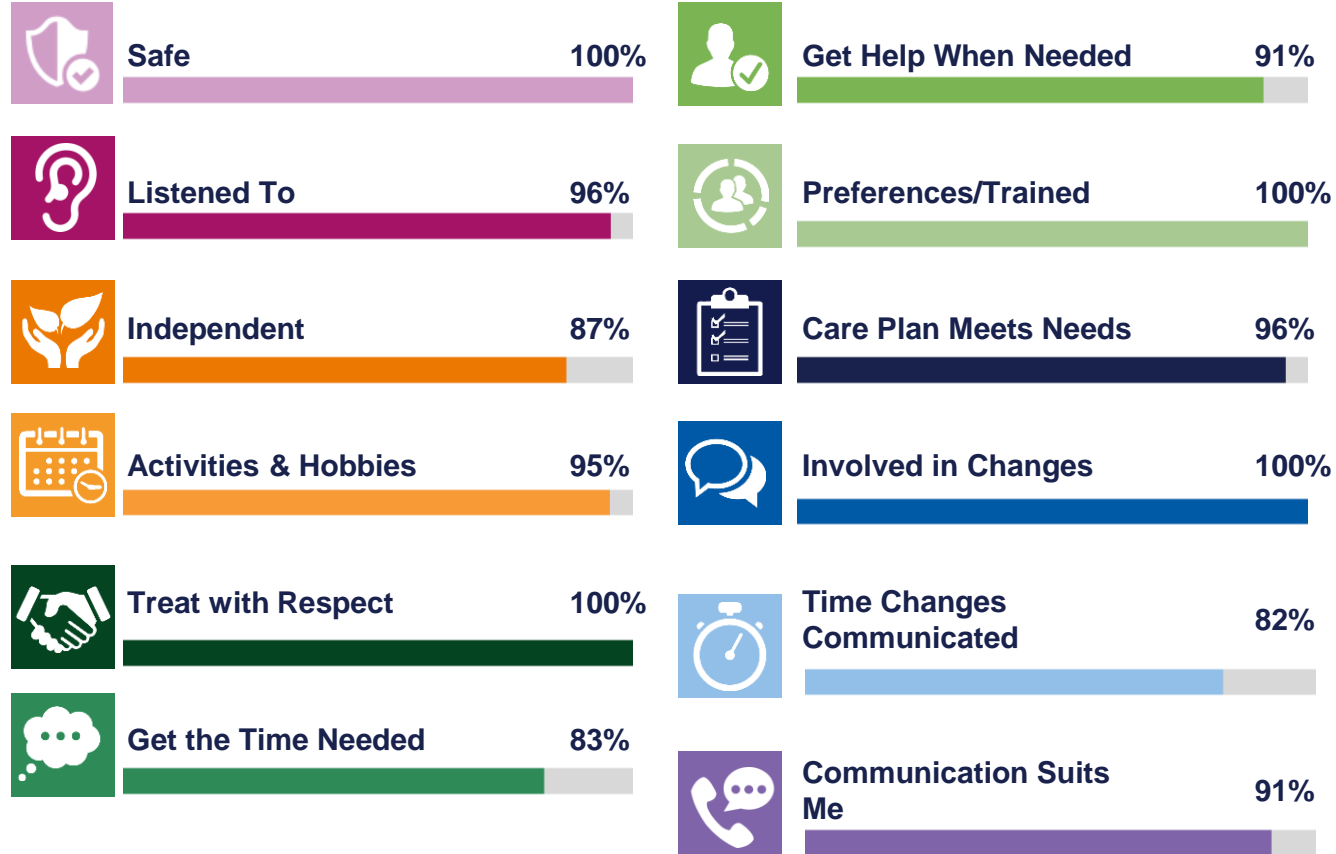 Safe 100%
Listened To 96%
Independent 87%
Activities & Hobbies 95%
Treat with Respect 100%
Get the Time Needed 83%
Get Help When Needed 91%
Preferences/Trained 100%
Care Plan Meets Needs 96%
Involved in Changes 100%
Time Changes
Communicated 82%
Communication Suits
Me 91%